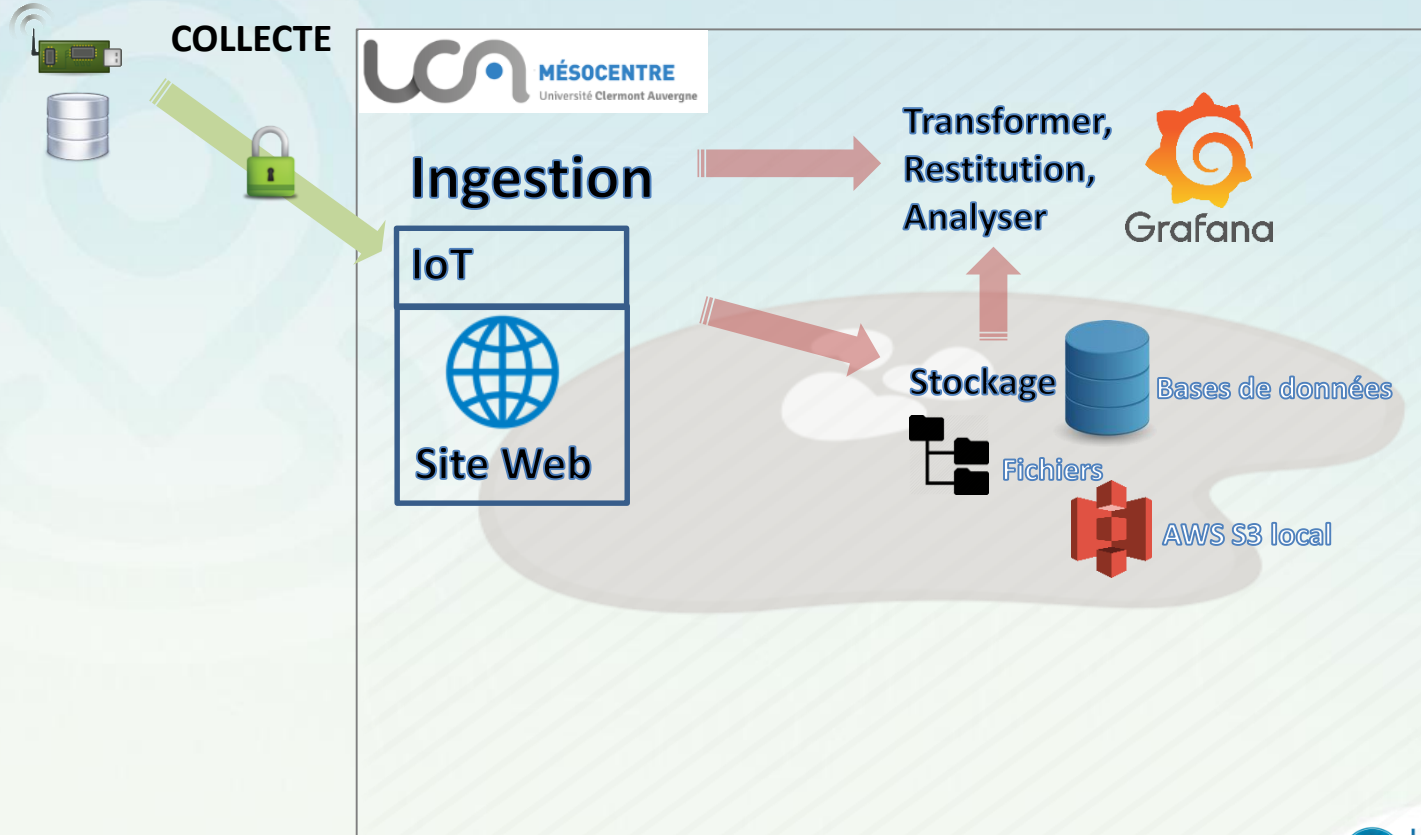 COLLECTE
UCA
MÉSOCENTRE
Université Clermont Auvergne
Ingestion
IoT
Site Web
Transformer,
Restitution,
Analyser
Grafana
Stockage
Bases de données
Fichiers
AWS S3 local